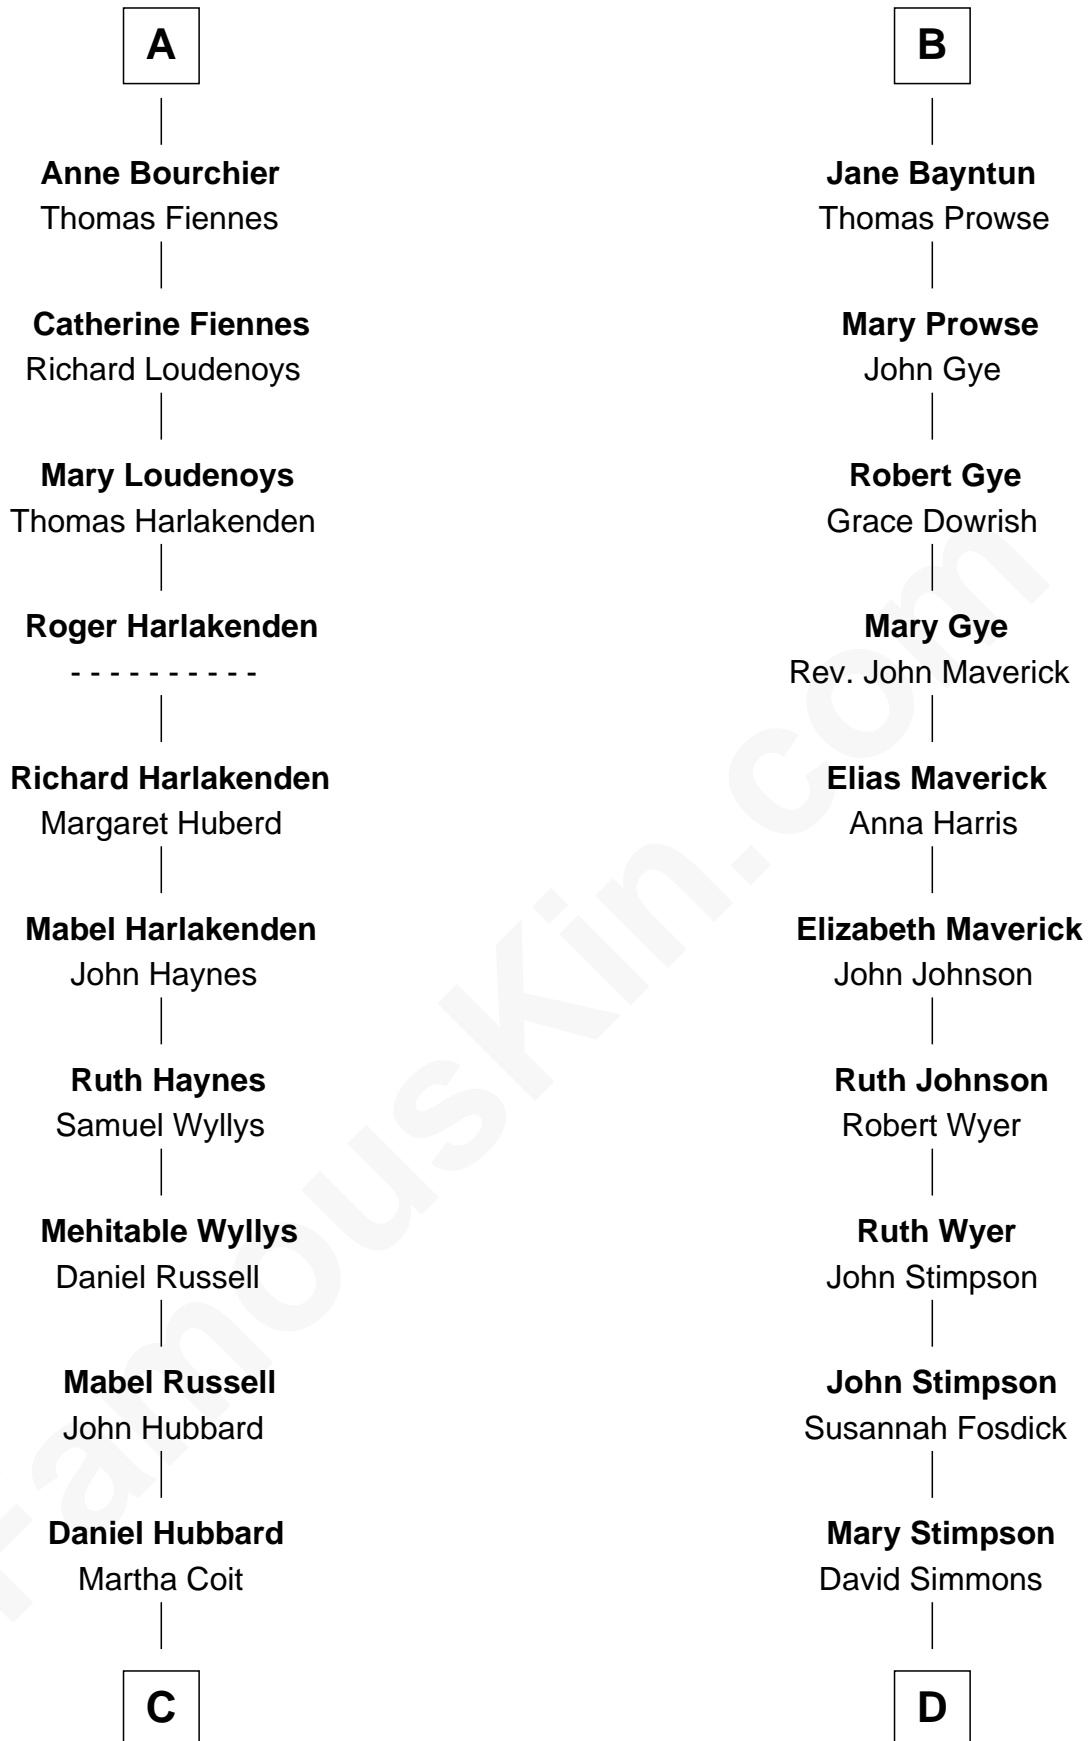 A
Anne Bourchier
Thomas Fiennes
Catherine Fiennes
Richard Loudenoys
Mary Loudenoys
Thomas Harlakenden
Roger Harlakenden
- - - - - - - - - -
Richard Harlakenden
Margaret Huberd
Mabel Harlakenden
John Haynes
Ruth Haynes
Samuel Wyllys
Mehitable Wyllys
Daniel Russell
Mabel Russell
John Hubbard
Daniel Hubbard
Martha Coit
C
B
Jane Bayntun
Thomas Prowse
Mary Prowse
John Gye
Robert Gye
Grace Dowrish
Mary Gye
Rev. John Maverick
Elias Maverick
Anna Harris
Elizabeth Maverick
John Johnson
Ruth Johnson
Robert Wyer
Ruth Wyer
John Stimpson
John Stimpson
Susannah Fosdick
Mary Stimpson
David Simmons
D
FamousKin.com